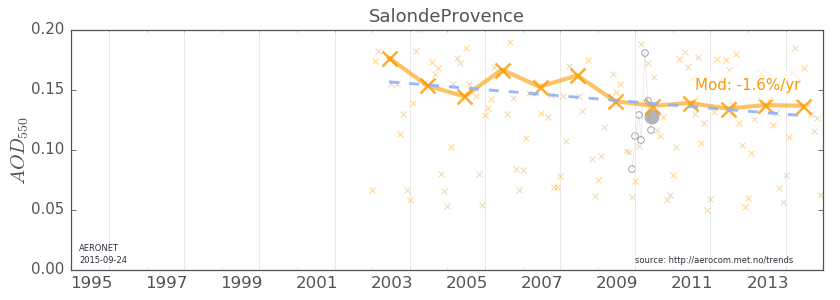 SalondeProvence
0.20
0.15
0.10
0.05
0.00
AOD550
Mod: -1.6%/yr
AERONET
2015-09-24
source: http://aerocom.met.no/trends
1995 1997 1999 2001 2003 2005 2007 2009 2011 2013